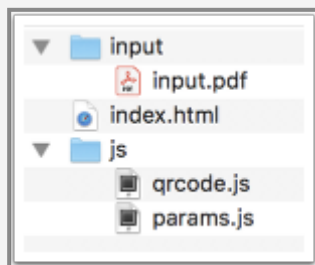 input
input.pdf
index.html
js
qrcode.js
params.js